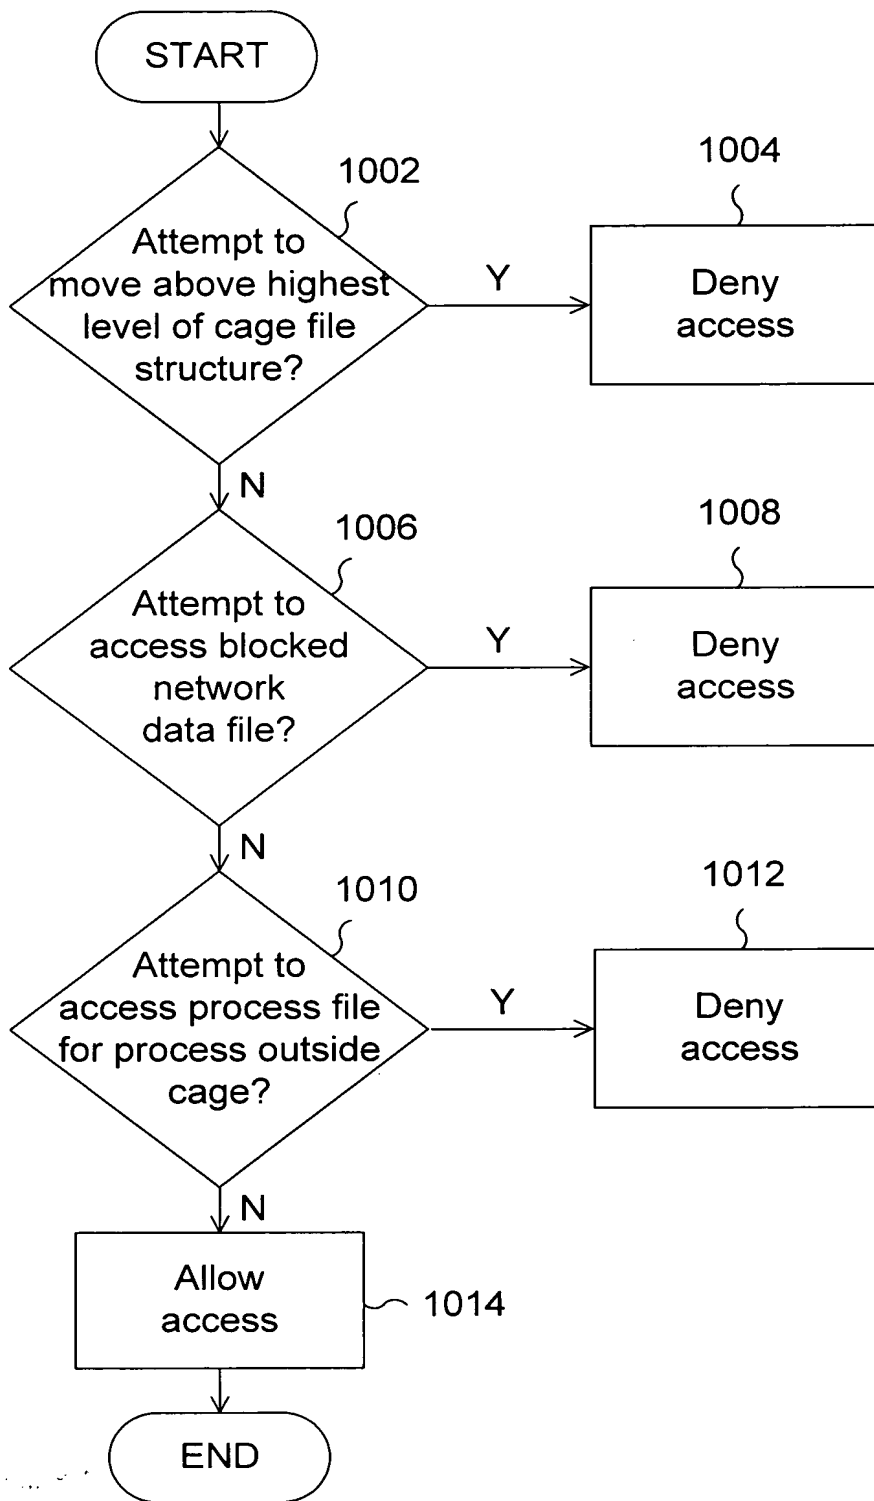 START
1002
Attempt to
move above highest
level of cage file
structure?
Y
1004
Deny
access
N
1006
Attempt to
access blocked
network
data file?
Y
1008
Deny
access
N
1010
Attempt to
access process file
for process outside
cage?
Y
1012
Deny
access
N
Allow
access
1014
END